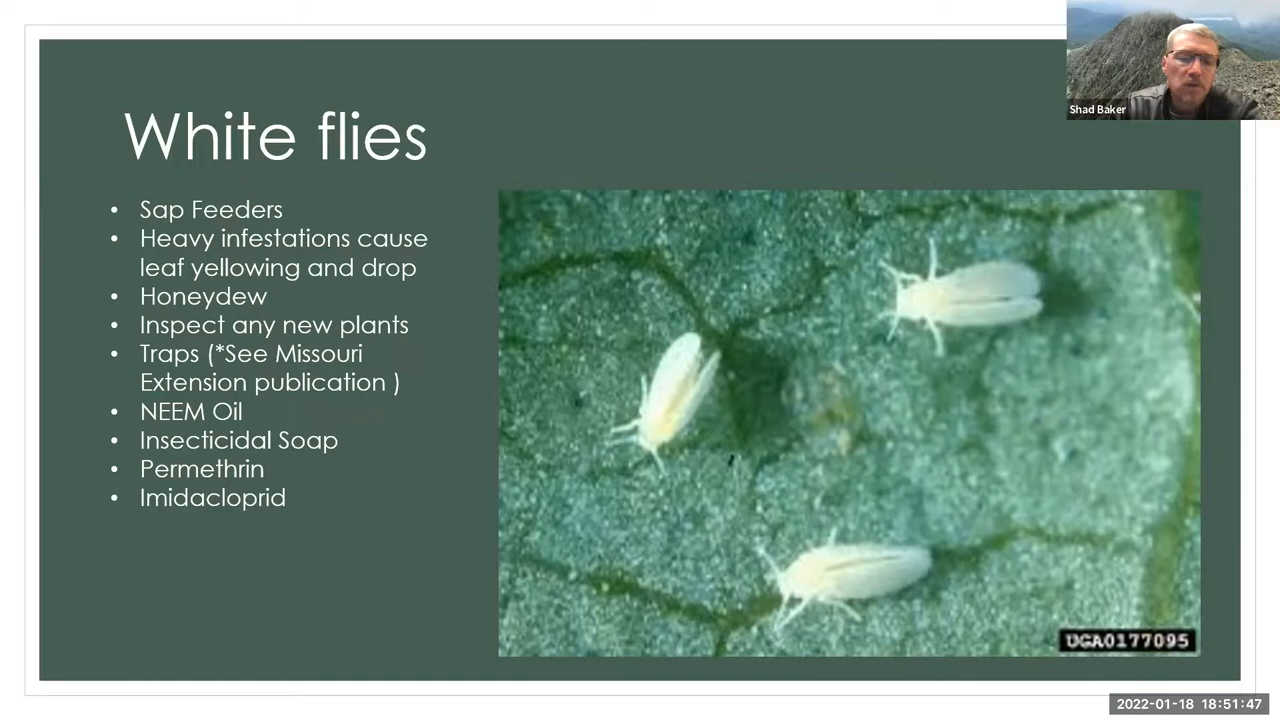 Shad Baker
White flies
• Sap Feeders
• Heavy infestations cause
leaf yellowing and drop
• Honeydew
• Inspect any new plants
• Traps (*See Missouri
Extension publication )
• NEEM Oil
• Insecticidal Soap
• Permethrin
• Imidacloprid
UGA0177095
2022-01-18 18:51:47